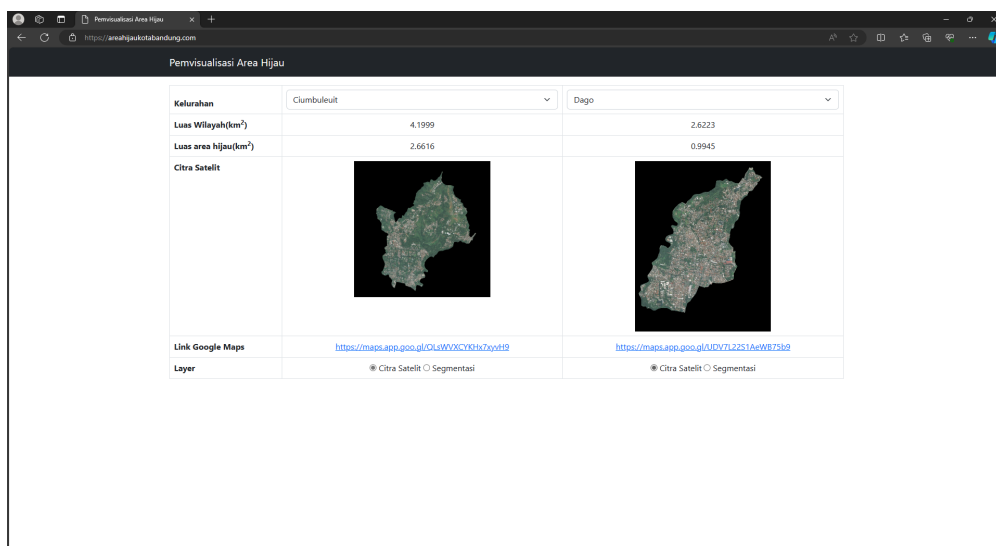 Pemvisualisasi Area Hijau
https://areahijaukotabandung.com
Pemvisualisasi Area Hijau
Kelurahan Ciumbuleuit Dago
Luas Wilayah(km²) 4.1999 2.6223
Luas area hijau(km²) 2.6616 0.9945
Citra Satelit
Link Google Maps https://maps.app.goo.gl/QLsWVXCYKHx7xyvH9 https://maps.app.goo.gl/UDV7L22S1AeWB75b9
Layer Citra Satelit Segmentasi Citra Satelit Segmentasi